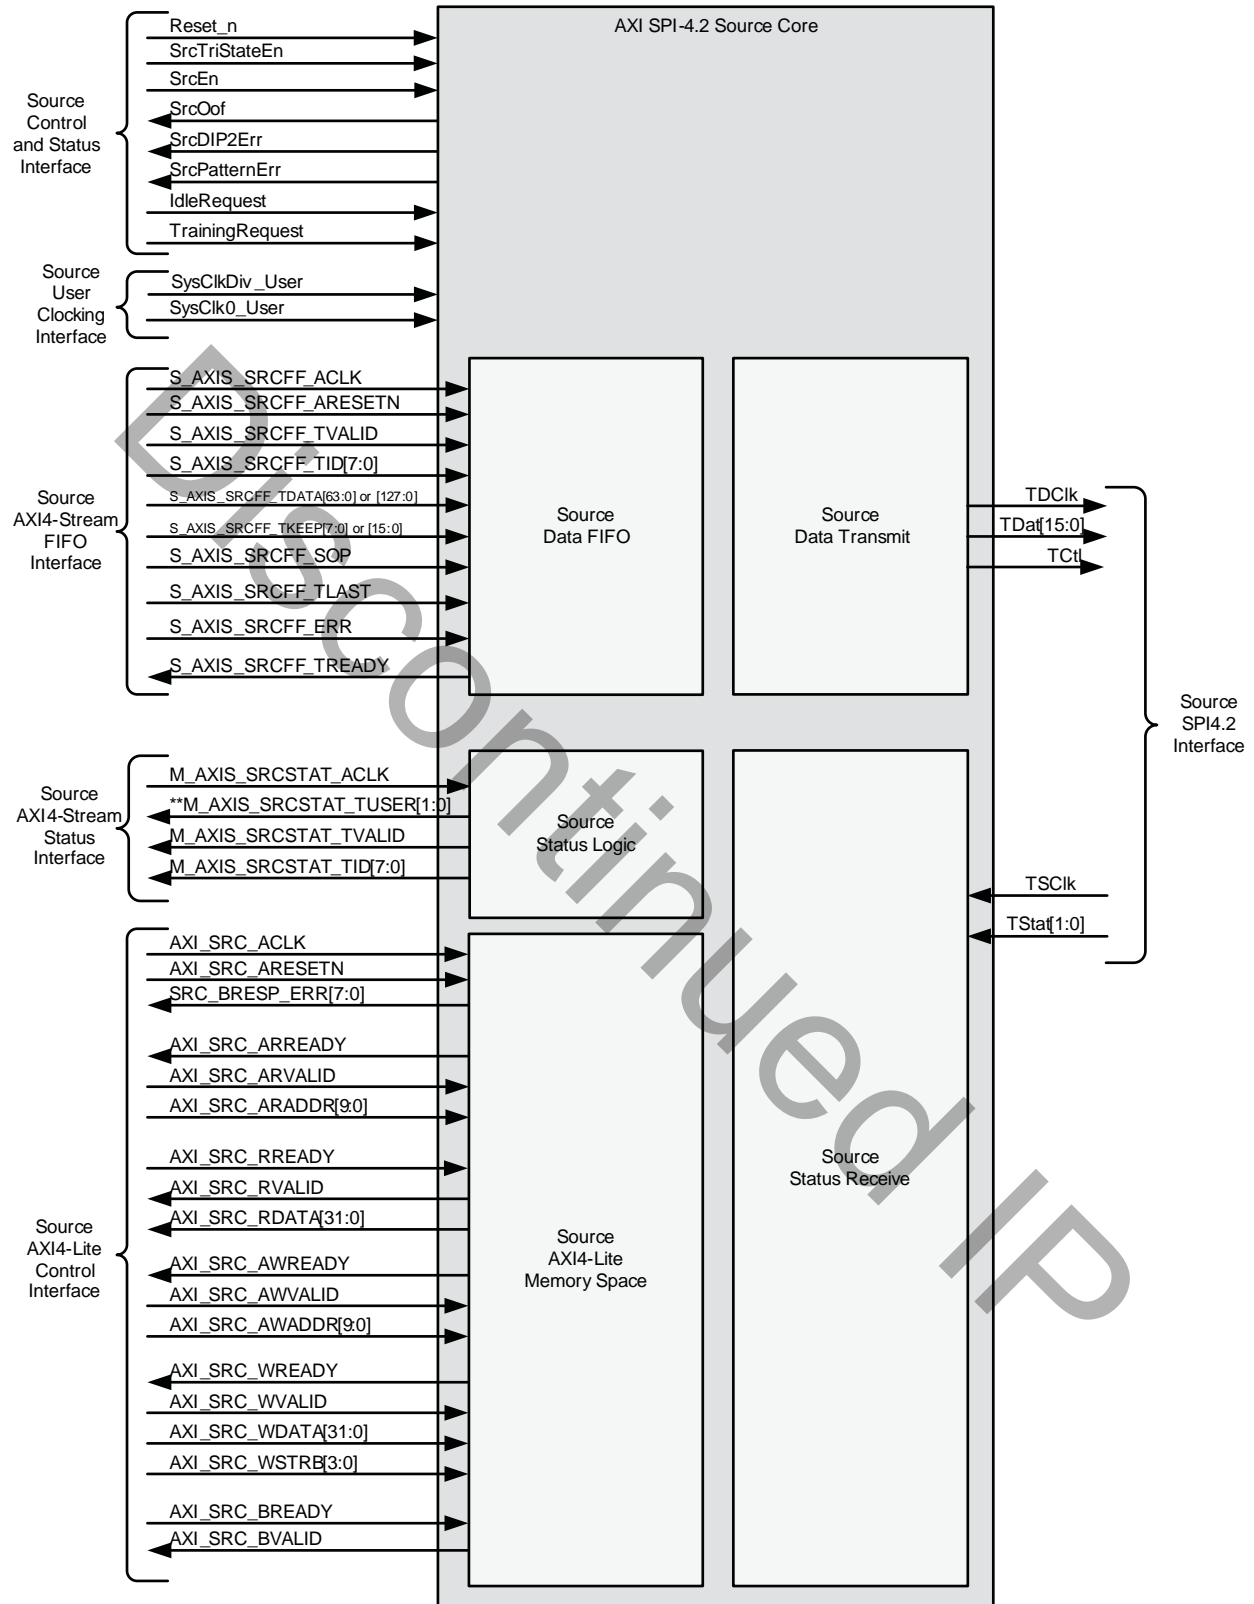 AXI SPI-4.2 Source Core
Source
Control
and Status
Interface
Reset_n
SrcTriStateEn
SrcEn
SrcOof
SrcDIP2Err
SrcPatternErr
IdleRequest
TrainingRequest
Source
User
Clocking
Interface
SysClkDiv_User
SysClk0_User
Source
AXI4-Stream
FIFO
Interface
S_AXIS_SRCFF_ACLK
S_AXIS_SRCFF_ARESETN
S_AXIS_SRCFF_TVALID
S_AXIS_SRCFF_TID[7:0]
S_AXIS_SRCFF_TDATA[63:0] or [127:0]
S_AXIS_SRCFF_TKEEP[7:0] or [15:0]
S_AXIS_SRCFF_SOP
S_AXIS_SRCFF_TLAST
S_AXIS_SRCFF_ERR
S_AXIS_SRCFF_TREADY
Source
Data FIFO
Source
Data Transmit
TDClk
TDat[15:0]
TCtl
Source
SPI4.2
Interface
Source
AXI4-Stream
Status
Interface
M_AXIS_SRCSTAT_ACLK
**M_AXIS_SRCSTAT_TUSER[1:0]
M_AXIS_SRCSTAT_TVALID
M_AXIS_SRCSTAT_TID[7:0]
Source
Status Logic
TSClk
TStat[1:0]
Source
AXI4-Lite
Control
Interface
AXI_SRC_ACLK
AXI_SRC_ARESETN
SRC_BRESP_ERR[7:0]
AXI_SRC_ARREADY
AXI_SRC_ARVALID
AXI_SRC_ARADDR[9:0]
AXI_SRC_RREADY
AXI_SRC_RVALID
AXI_SRC_RDATA[31:0]
AXI_SRC_AWREADY
AXI_SRC_AWVALID
AXI_SRC_AWADDR[9:0]
AXI_SRC_WREADY
AXI_SRC_WVALID
AXI_SRC_WDATA[31:0]
AXI_SRC_WSTRB[3:0]
AXI_SRC_BREADY
AXI_SRC_BVALID
Source
AXI4-Lite
Memory Space
Source
Status Receive
Discontinued IP